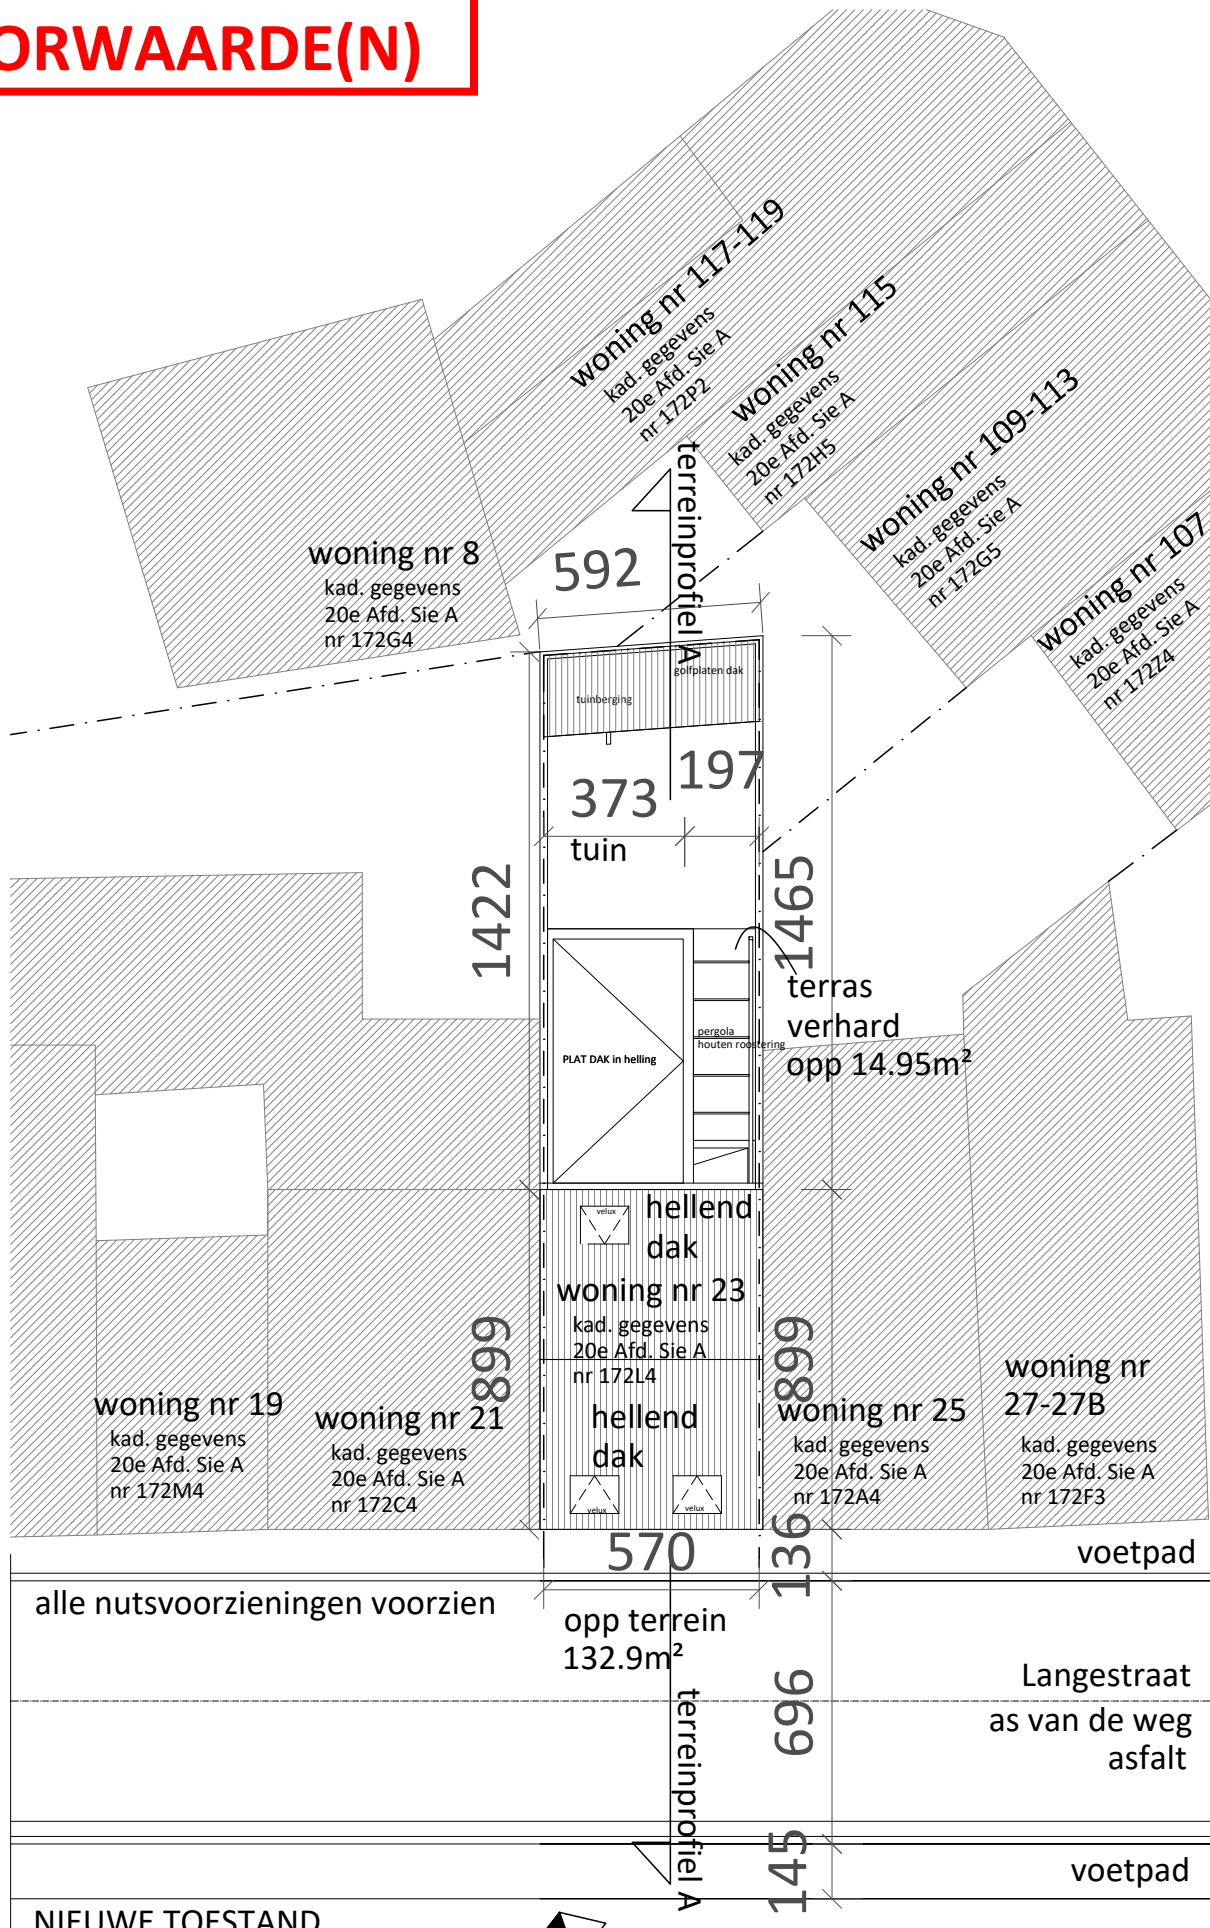 ORWAARDE(N)
woning nr 117-119
kad. gegevens
20e Afd. Sie A
nr 172P2
woning nr 115
kad. gegevens
20e Afd. Sie A
nr 172H5
woning nr 109-113
kad. gegevens
20e Afd. Sie A
nr 172G5
woning nr 107
kad. gegevens
20e Afd. Sie A
nr 172Z4
woning nr 8
kad. gegevens
20e Afd. Sie A
nr 172G4
terreinprofiel A
592
golfplaten dak
tuinberging
373
197
tuin
1422
1465
terras
verhard
opp 14.95m²
pergola
houten roostering
PLAT DAK in helling
velux
hellend
dak
woning nr 23
kad. gegevens
20e Afd. Sie A
nr 172L4
899
899
hellend
dak
velux
velux
woning nr 19
kad. gegevens
20e Afd. Sie A
nr 172M4
woning nr 21
kad. gegevens
20e Afd. Sie A
nr 172C4
woning nr 25
kad. gegevens
20e Afd. Sie A
nr 172A4
woning nr
27-27B
kad. gegevens
20e Afd. Sie A
nr 172F3
570
136
voetpad
alle nutsvoorzieningen voorzien
opp terrein
132.9m²
696
Langestraat
as van de weg
asfalt
terreinprofiel A
145
voetpad
NIEUWE TOESTAND